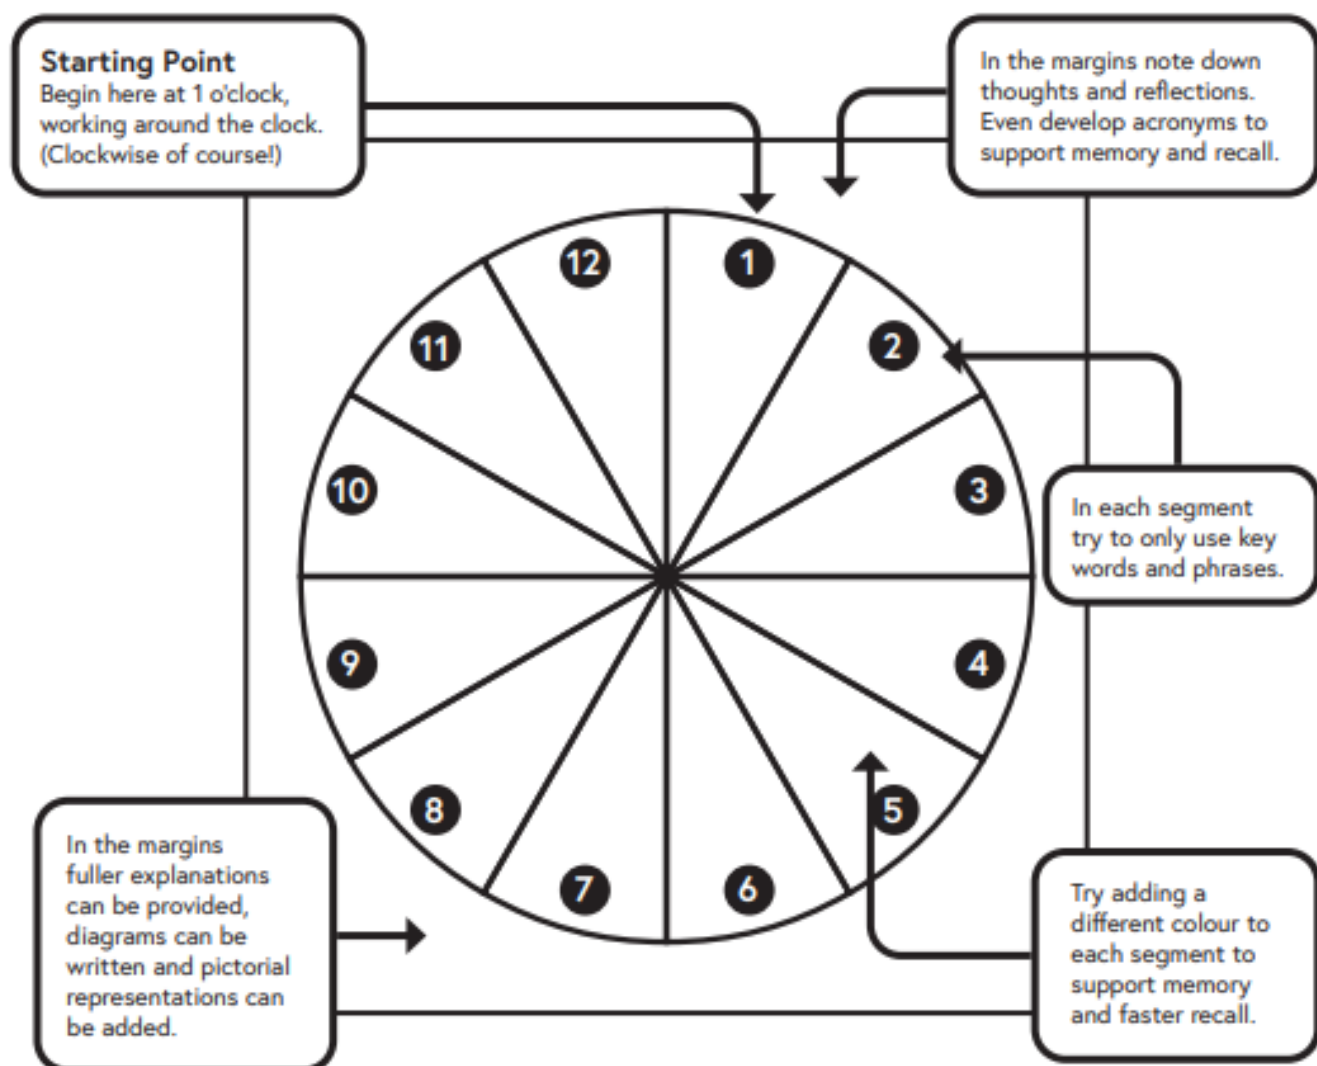 Starting Point
Begin here at 1 o'clock,
working around the clock.
(Clockwise of course!)
In the margins note down
thoughts and reflections.
Even develop acronyms to
support memory and recall.
12
1
11
2
10
3
In each segment
try to only use key
words and phrases.
9
4
8
5
7
6
In the margins
fuller explanations
can be provided,
diagrams can be
written and pictorial
representations can
be added.
Try adding a
different colour to
each segment to
support memory
and faster recall.